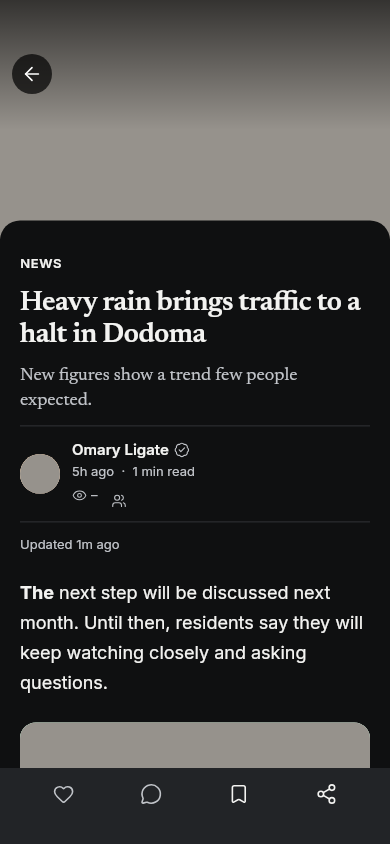 NEWS
Heavy rain brings traffic to a
halt in Dodoma
New figures show a trend few people
expected.
Omary Ligate
5h ago · 1 min read
–
Updated 1m ago
The next step will be discussed next
month. Until then, residents say they will
keep watching closely and asking
questions.